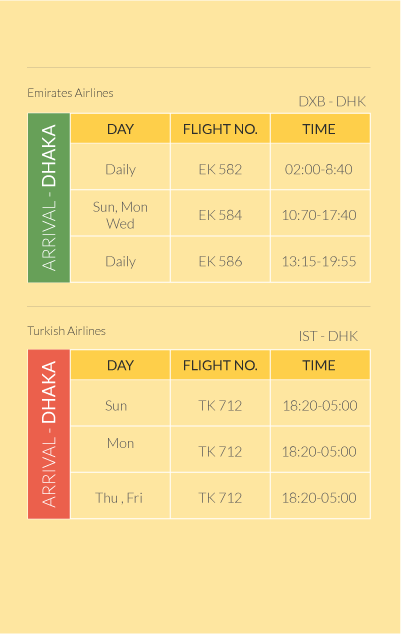 Emirates Airlines
DXB - DHK
ARRIVAL - DHAKA
DAY FLIGHT NO. TIME
Daily EK 582 02:00-8:40
Sun, Mon
Wed EK 584 10:70-17:40
Daily EK 586 13:15-19:55
Turkish Airlines
IST - DHK
ARRIVAL - DHAKA
DAY FLIGHT NO. TIME
Sun TK 712 18:20-05:00
Mon TK 712 18:20-05:00
Thu , Fri TK 712 18:20-05:00